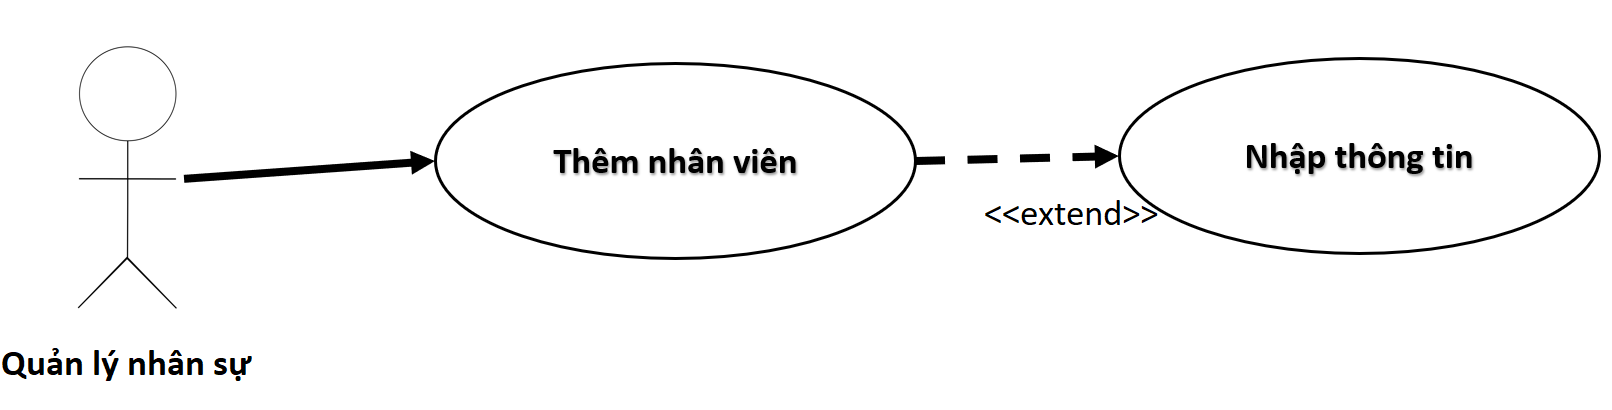 Thêm nhân viên
Nhập thông tin
<<extend>>
Quản lý nhân sự